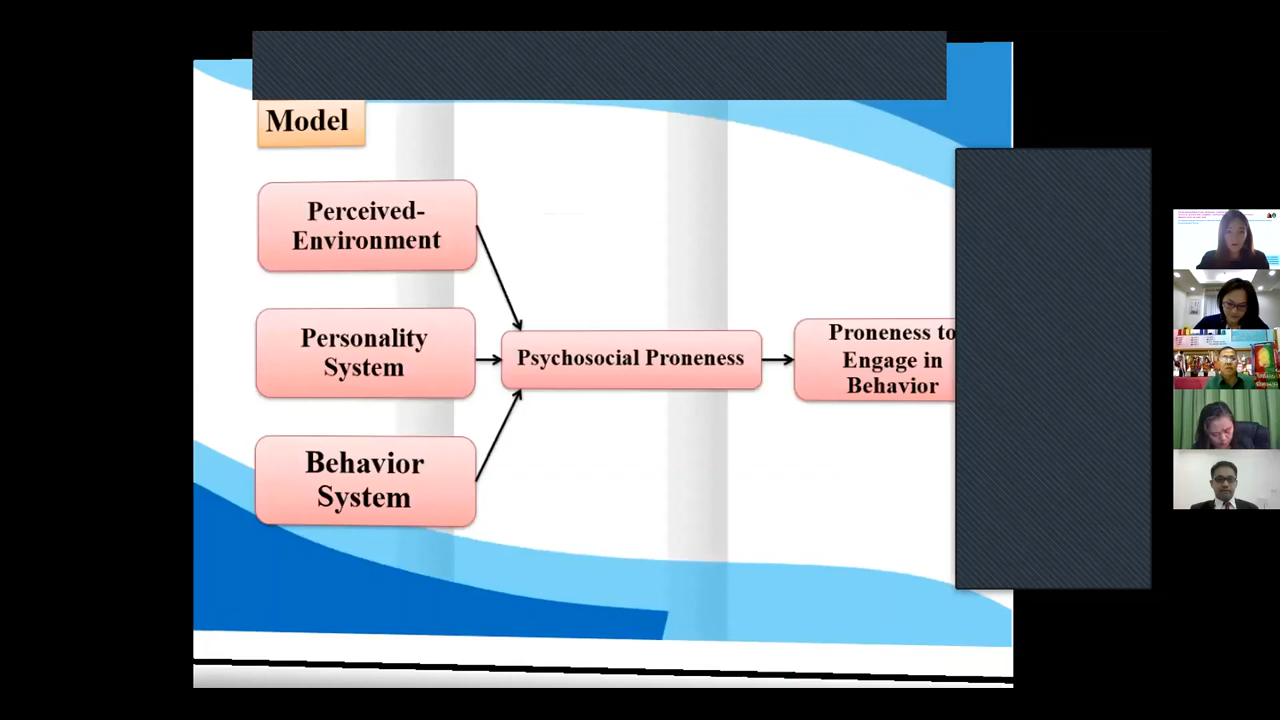 Model
Perceived-
Environment
Personality
System
Behavior
System
Psychosocial Proneness
Proneness to
Engage in
Behavior